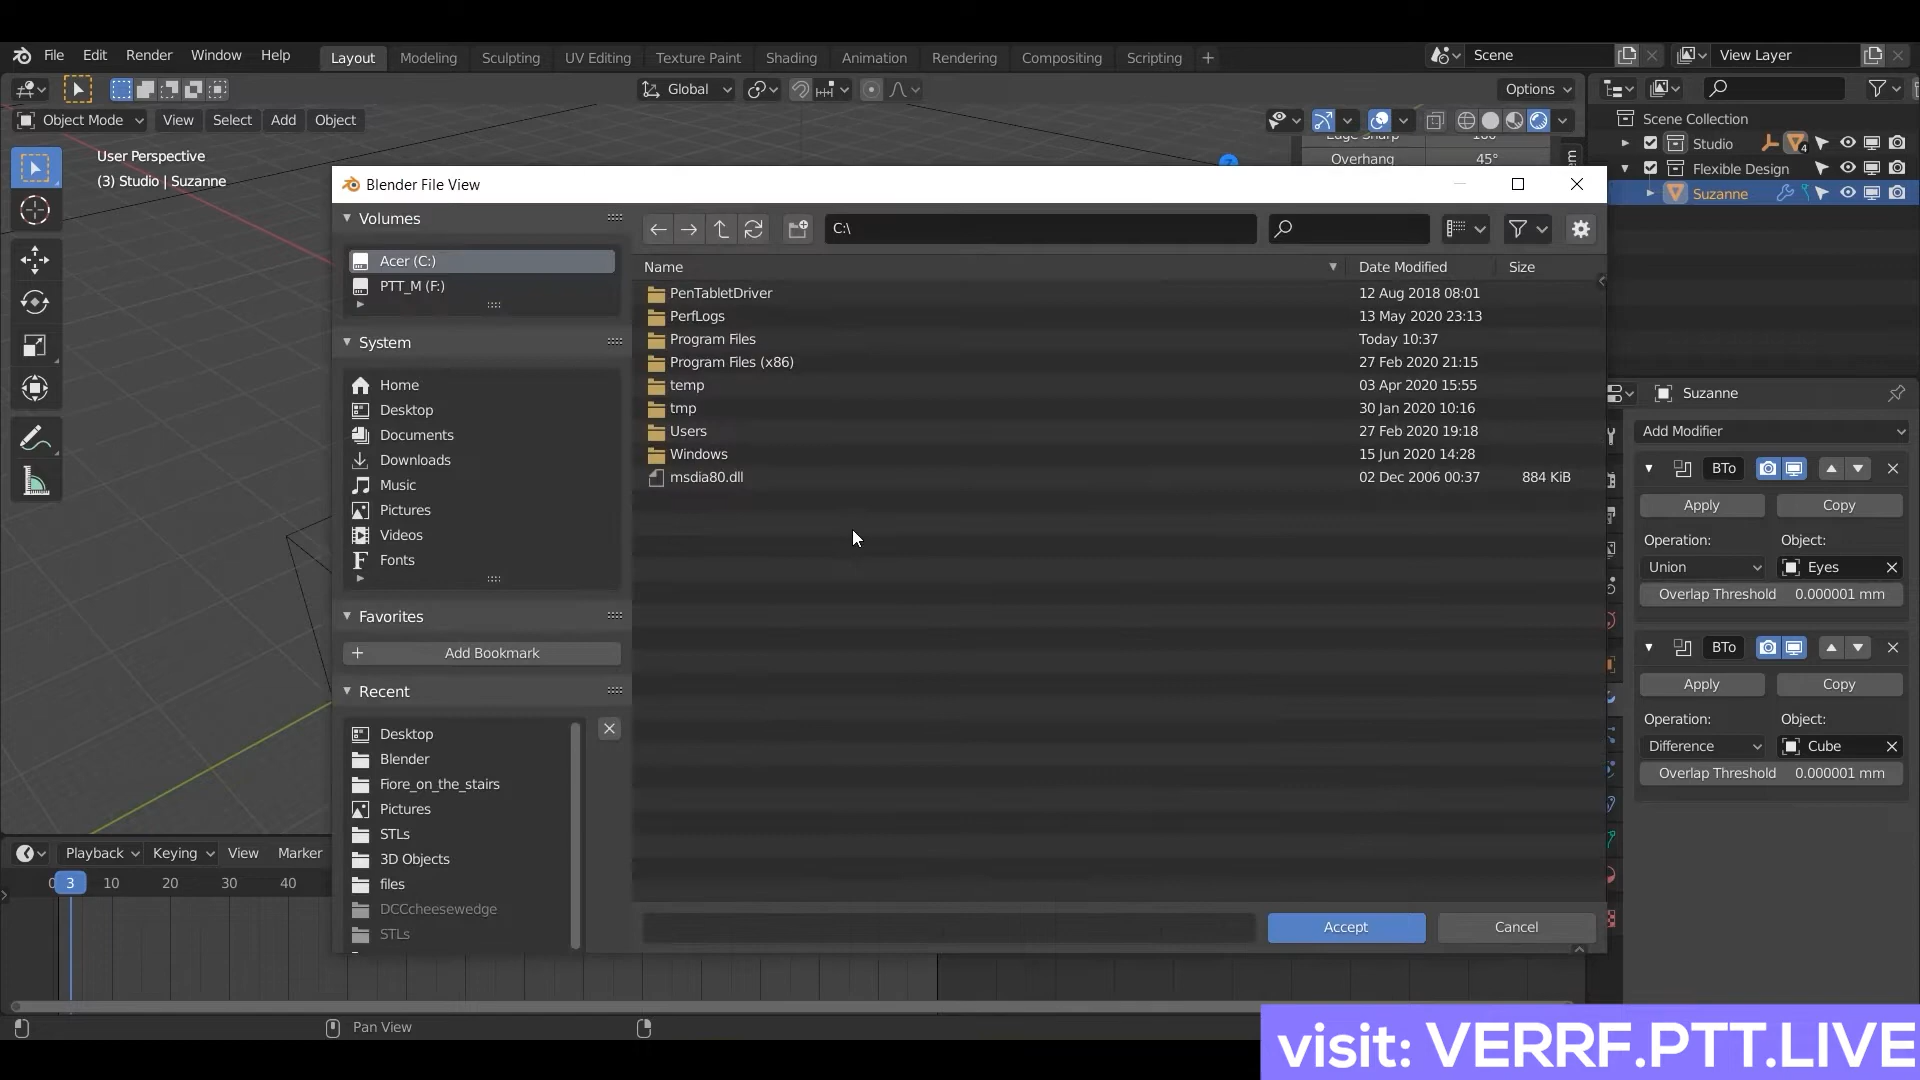 File Edit Render Window Help Layout Modeling Sculpting UV Editing Texture Paint Shading Animation Rendering Compositing Scripting + Scene View Layer
Global Options
Object Mode View Select Add Object
User Perspective
(3) Studio | Suzanne
Overhang 45°
Scene Collection
Studio 4
Flexible Design
Suzanne
Blender File View
Volumes
Acer (C:)
PTT_M (F:)
System
Home
Desktop
Documents
Downloads
Music
Pictures
Videos
Fonts
Favorites
Add Bookmark
Recent
Desktop
Blender
Fiore_on_the_stairs
Pictures
STLs
3D Objects
files
DCCcheesewedge
STLs
C:\
Name Date Modified Size
PenTabletDriver 12 Aug 2018 08:01
PerfLogs 13 May 2020 23:13
Program Files Today 10:37
Program Files (x86) 27 Feb 2020 21:15
temp 03 Apr 2020 15:55
tmp 30 Jan 2020 10:16
Users 27 Feb 2020 19:18
Windows 15 Jun 2020 14:28
msdia80.dll 02 Dec 2006 00:37 884 KiB
Accept Cancel
Suzanne
Add Modifier
BTo
Apply Copy
Operation: Object:
Union Eyes
Overlap Threshold 0.000001 mm
BTo
Apply Copy
Operation: Object:
Difference Cube
Overlap Threshold 0.000001 mm
Playback Keying View Marker
0 3 10 20 30 40
Pan View
visit: VERRF.PTT.LIVE